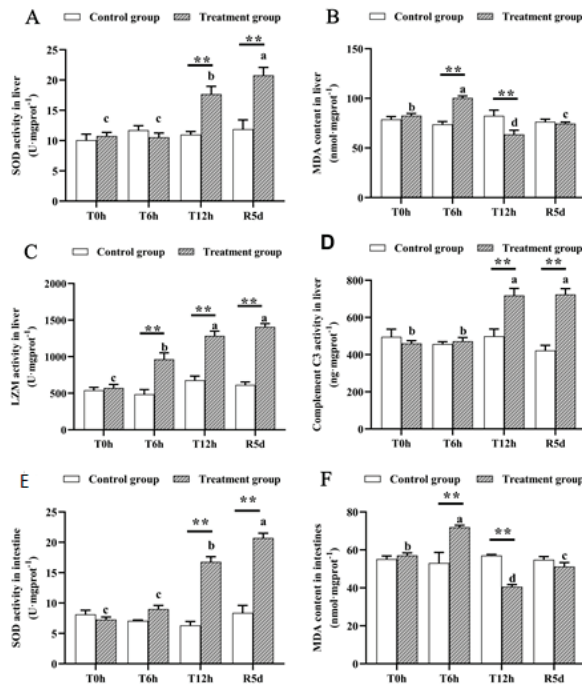 A
Control group Treatment group
SOD activity in liver
(U·mgprot⁻¹)
25
20
15
10
5
0
c
c
**
b
**
a
T0h T6h T12h R5d
B
Control group Treatment group
MDA content in liver
(nmol·mgprot⁻¹)
150
100
50
0
b
**
a
**
d
c
T0h T6h T12h R5d
C
Control group Treatment group
LZM activity in liver
(U·mgprot⁻¹)
2000
1500
1000
500
0
c
**
b
**
a
**
a
T0h T6h T12h R5d
D
Control group Treatment group
Complement C3 activity in liver
(ng·mgprot⁻¹)
800
600
400
200
0
b
b
**
a
**
a
T0h T6h T12h R5d
E
Control group Treatment group
SOD activity in intestine
(U·mgprot⁻¹)
25
20
15
10
5
0
c
c
**
b
**
a
T0h T6h T12h R5d
F
Control group Treatment group
MDA content in intestines
(nmol·mgprot⁻¹)
80
60
40
20
0
b
**
a
**
d
c
T0h T6h T12h R5d